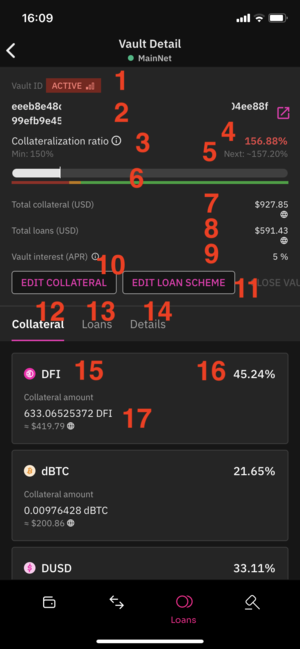 16:09
Vault Detail
MainNet
Vault ID ACTIVE 1
eeeb8e48 2 04ee88f
99efb9e45
4
Collateralization ratio 3 156.88%
Min: 150% 5 Next: ~157.20%
6
Total collateral (USD) 7 $927.85
Total loans (USD) 8 $591.43
Vault interest (APR) 9 5 %
10
EDIT COLLATERAL EDIT LOAN SCHEME 11 LOSE VAU
12 13 14
Collateral Loans Details
DFI 15 16 45.24%
Collateral amount
633.06525372 DFI 17
≈ $419.79
dBTC 21.65%
Collateral amount
0.00976428 dBTC
≈ $200.86
DUSD 33.11%
Loans